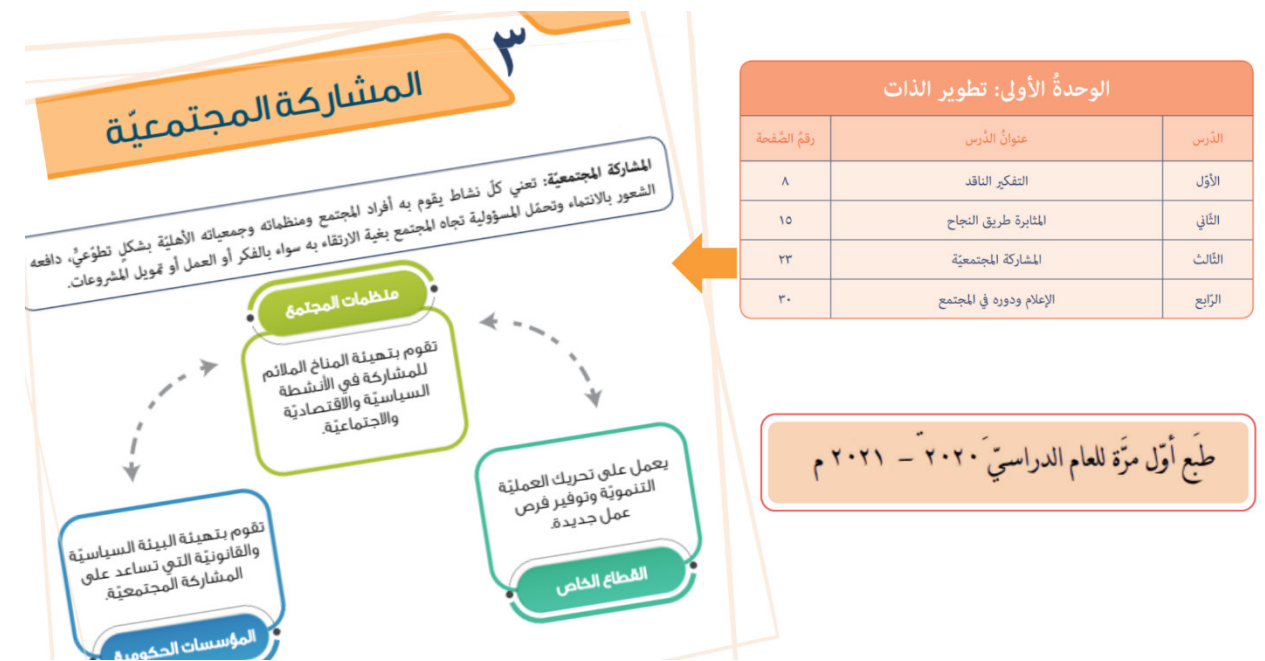 ٣
المشاركة المجتمعيّة
المشاركة المجتمعيّة: تعني كلّ نشاط يقوم به أفراد المجتمع ومنظماته وجمعياته الأهليّة بشكلٍ تطوّعيٍّ، دافعه
الشعور بالانتماء وتحمّل المسؤولية تجاه المجتمع بغية الارتقاء به سواء بالفكر أو العمل أو تمويل المشروعات.
منظمات المجتمع
تقوم بتهيئة المناخ الملائم
للمشاركة في الأنشطة
السياسيّة والاقتصاديّة
والاجتماعيّة.
يعمل على تحريك العمليّة
التنمويّة وتوفير فرص
عمل جديدة.
القطاع الخاص
تقوم بتهيئة البيئة السياسيّة
والقانونيّة التي تساعد على
المشاركة المجتمعيّة.
المؤسسات الحكومية
الوحدةُ الأولى: تطوير الذات
الدّرس عنوانُ الدَّرس رقمُ الصَّفحة
الأوّل التفكير الناقد ٨
الثّاني المثابرة طريق النجاح ١٥
الثّالث المشاركة المجتمعيّة ٢٣
الرّابع الإعلام ودوره في المجتمع ٣٠
طَبع أوّل مرَّة للعام الدراسيّ ٢٠٢٠ – ٢٠٢١ م